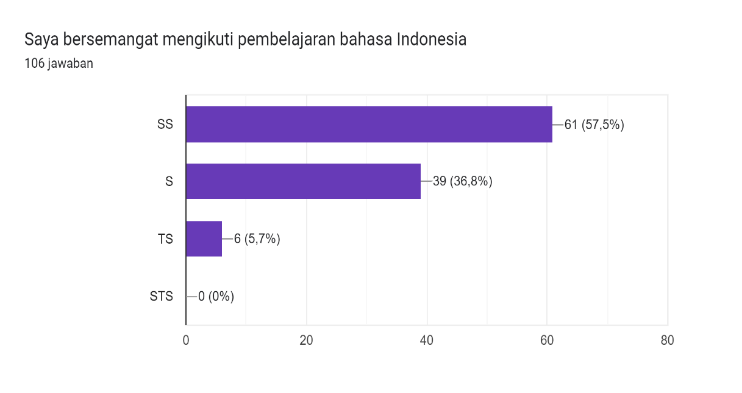 Saya bersemangat mengikuti pembelajaran bahasa Indonesia
106 jawaban
SS
61 (57,5%)
S
39 (36,8%)
TS
6 (5,7%)
STS
0 (0%)
0 20 40 60 80